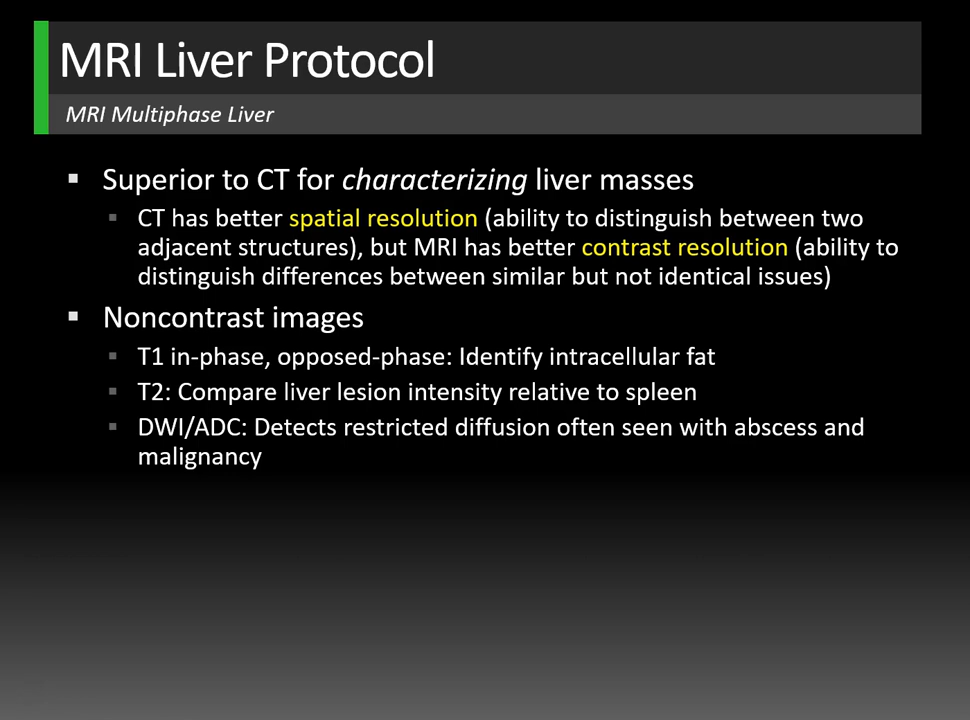 MRI Liver Protocol
MRI Multiphase Liver
▪ Superior to CT for characterizing liver masses
▪ CT has better spatial resolution (ability to distinguish between two
adjacent structures), but MRI has better contrast resolution (ability to
distinguish differences between similar but not identical issues)
▪ Noncontrast images
▪ T1 in-phase, opposed-phase: Identify intracellular fat
▪ T2: Compare liver lesion intensity relative to spleen
▪ DWI/ADC: Detects restricted diffusion often seen with abscess and
malignancy